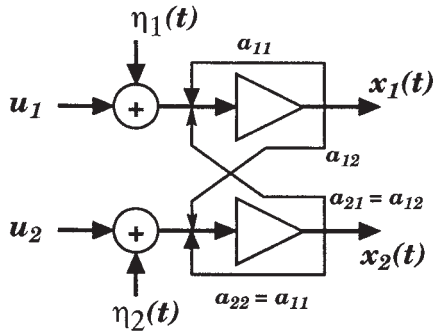 η1(t)
a11
u1
+
x1(t)
a12
a21 = a12
u2
+
x2(t)
η2(t)
a22 = a11